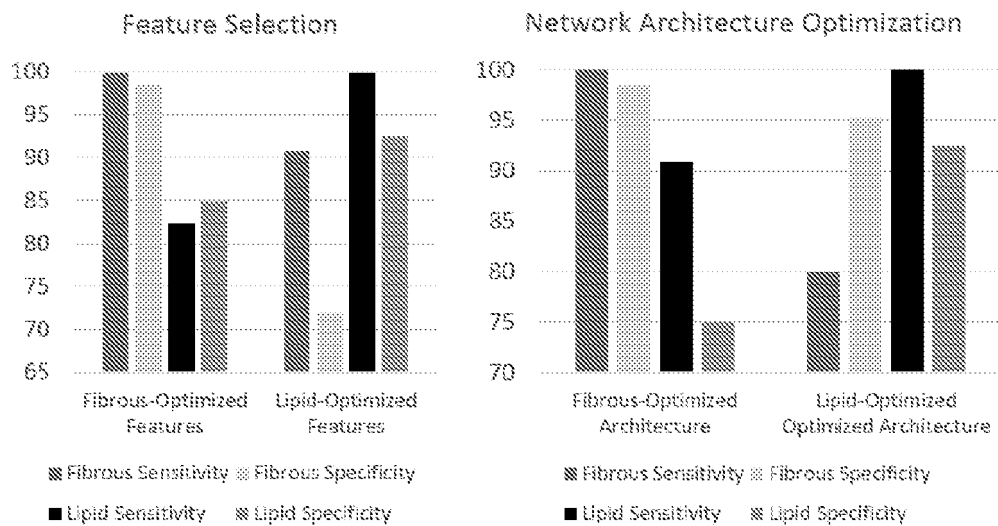 Feature Selection
100
95
90
85
80
75
70
65
Fibrous-Optimized
Features
Lipid-Optimized
Features
Fibrous Sensitivity
Fibrous Specificity
Lipid Sensitivity
Lipid Specificity
Network Architecture Optimization
100
95
90
85
80
75
70
Fibrous-Optimized
Architecture
Lipid-Optimized
Optimized Architecture
Fibrous Sensitivity
Fibrous Specificity
Lipid Sensitivity
Lipid Specificity